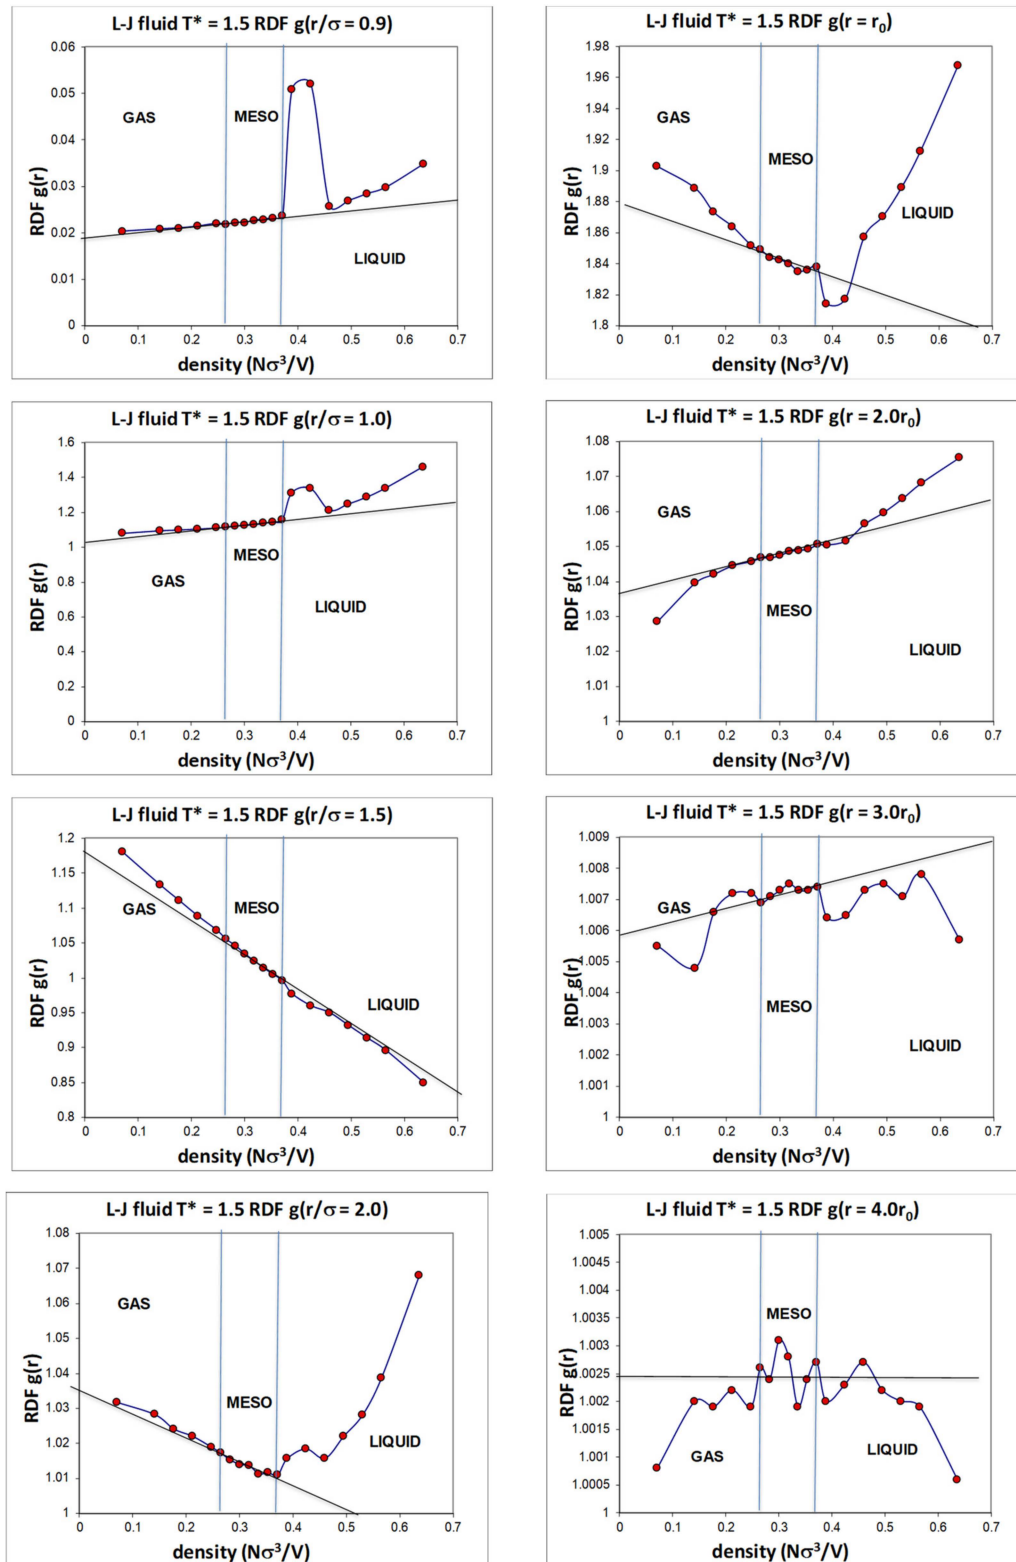 L-J fluid T* = 1.5 RDF g(r/σ = 0.9)
0.06
0.05
0.04
0.03
0.02
0.01
0
RDF g(r)
GAS
MESO
LIQUID
0 0.1 0.2 0.3 0.4 0.5 0.6 0.7
density (Nσ³/V)
L-J fluid T* = 1.5 RDF g(r = r₀)
1.98
1.96
1.94
1.92
1.9
1.88
1.86
1.84
1.82
1.8
RDF g(r)
GAS
MESO
LIQUID
0 0.1 0.2 0.3 0.4 0.5 0.6 0.7
density (Nσ³/V)
L-J fluid T* = 1.5 RDF g(r/σ = 1.0)
1.6
1.4
1.2
1
0.8
0.6
0.4
0.2
0
RDF g(r)
GAS
MESO
LIQUID
0 0.1 0.2 0.3 0.4 0.5 0.6 0.7
density (Nσ³/V)
L-J fluid T* = 1.5 RDF g(r = 2.0r₀)
1.08
1.07
1.06
1.05
1.04
1.03
1.02
1.01
1
RDF g(r)
GAS
MESO
LIQUID
0 0.1 0.2 0.3 0.4 0.5 0.6 0.7
density (Nσ³/V)
L-J fluid T* = 1.5 RDF g(r/σ = 1.5)
1.2
1.15
1.1
1.05
1
0.95
0.9
0.85
0.8
RDF g(r)
GAS
MESO
LIQUID
0 0.1 0.2 0.3 0.4 0.5 0.6 0.7
density (Nσ³/V)
L-J fluid T* = 1.5 RDF g(r = 3.0r₀)
1.009
1.008
1.007
1.006
1.005
1.004
1.003
1.002
1.001
1
RDF g(r)
GAS
MESO
LIQUID
0 0.1 0.2 0.3 0.4 0.5 0.6 0.7
density (Nσ³/V)
L-J fluid T* = 1.5 RDF g(r/σ = 2.0)
1.08
1.07
1.06
1.04
1.03
1.02
1.01
1
RDF g(r)
GAS
MESO
LIQUID
0 0.1 0.2 0.3 0.4 0.5 0.6 0.7
density (Nσ³/V)
L-J fluid T* = 1.5 RDF g(r = 4.0r₀)
1.005
1.0045
1.004
1.0035
1.003
1.0025
1.002
1.0015
1.001
1.0005
1
RDF g(r)
MESO
GAS
LIQUID
0 0.1 0.2 0.3 0.4 0.5 0.6 0.7
density (Nσ³/V)